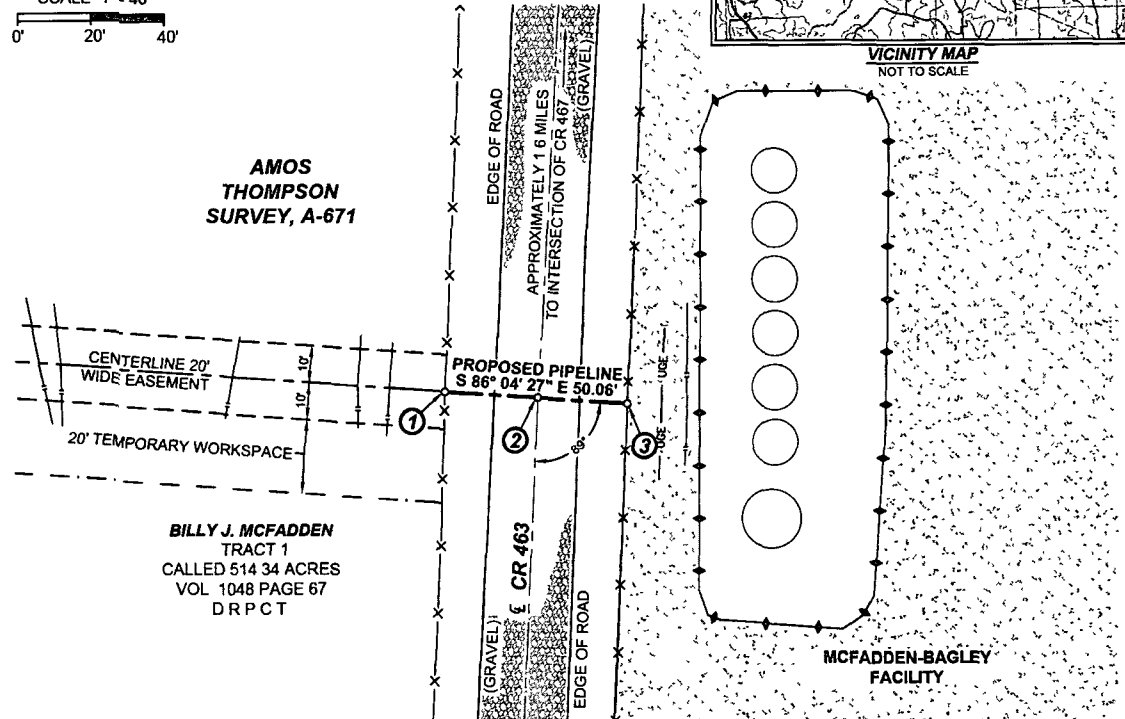 SCALE 1" = 40'
0' 20' 40'
VICINITY MAP
NOT TO SCALE
AMOS
THOMPSON
SURVEY, A-671
EDGE OF ROAD
APPROXIMATELY 1 6 MILES
TO INTERSECTION OF CR 467
(GRAVEL)
CENTERLINE 20'
WIDE EASEMENT
10'
10'
PROPOSED PIPELINE
S 86° 04' 27" E 50.06'
UGE
UGE
1
2
3
89°
20' TEMPORARY WORKSPACE
BILLY J. MCFADDEN
TRACT 1
CALLED 514 34 ACRES
VOL 1048 PAGE 67
D R P C T
℄ CR 463
(GRAVEL)
EDGE OF ROAD
MCFADDEN-BAGLEY
FACILITY